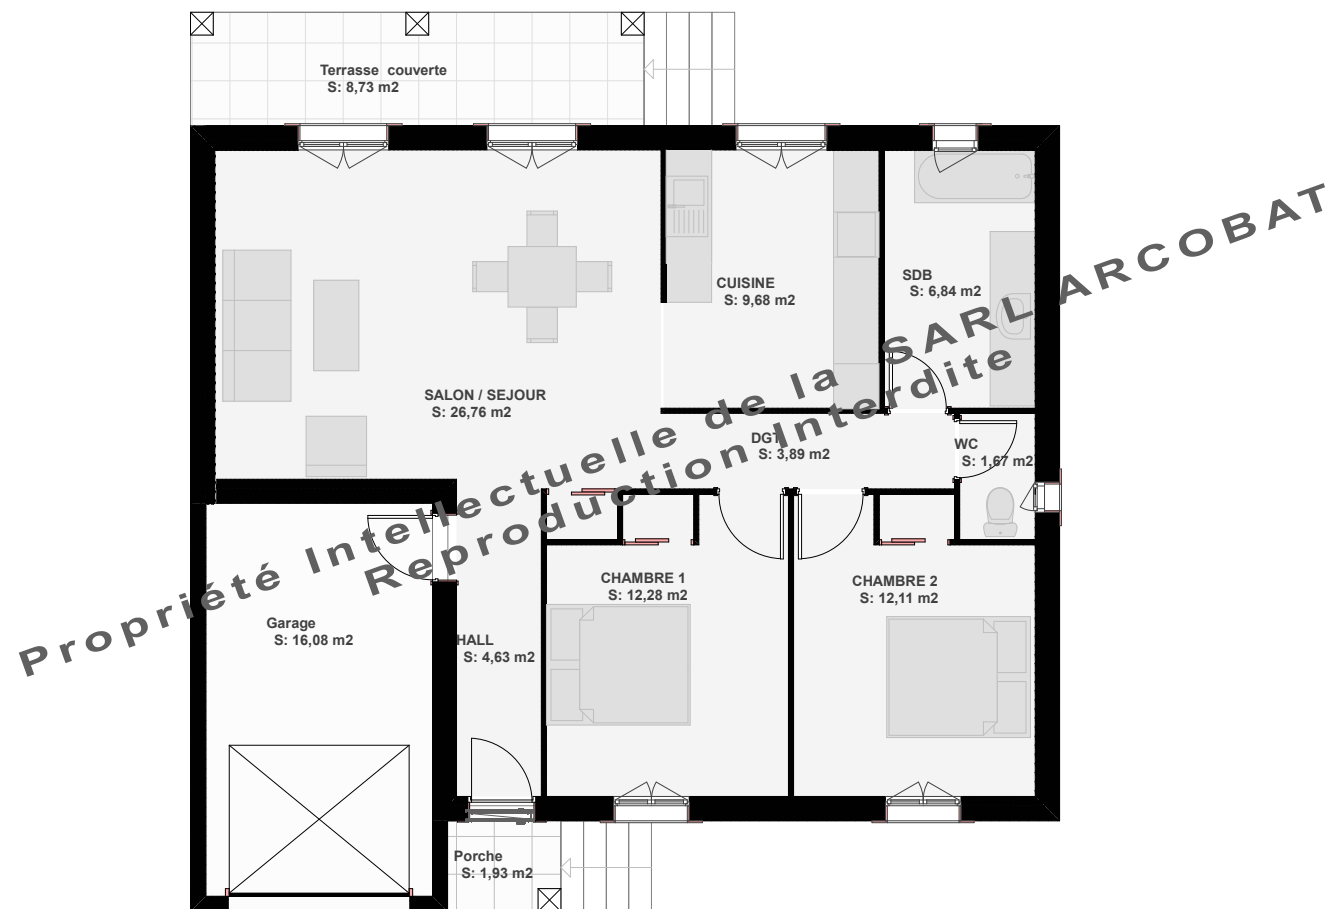 Terrasse couverte
S: 8,73 m2
CUISINE
S: 9,68 m2
SDB
S: 6,84 m2
SALON / SEJOUR
S: 26,76 m2
DGT
S: 3,89 m2
WC
S: 1,67 m2
CHAMBRE 1
S: 12,28 m2
CHAMBRE 2
S: 12,11 m2
Garage
S: 16,08 m2
HALL
S: 4,63 m2
Porche
S: 1,93 m2
Propriété Intellectuelle de la SARL ARCOBAT
Reproduction Interdite